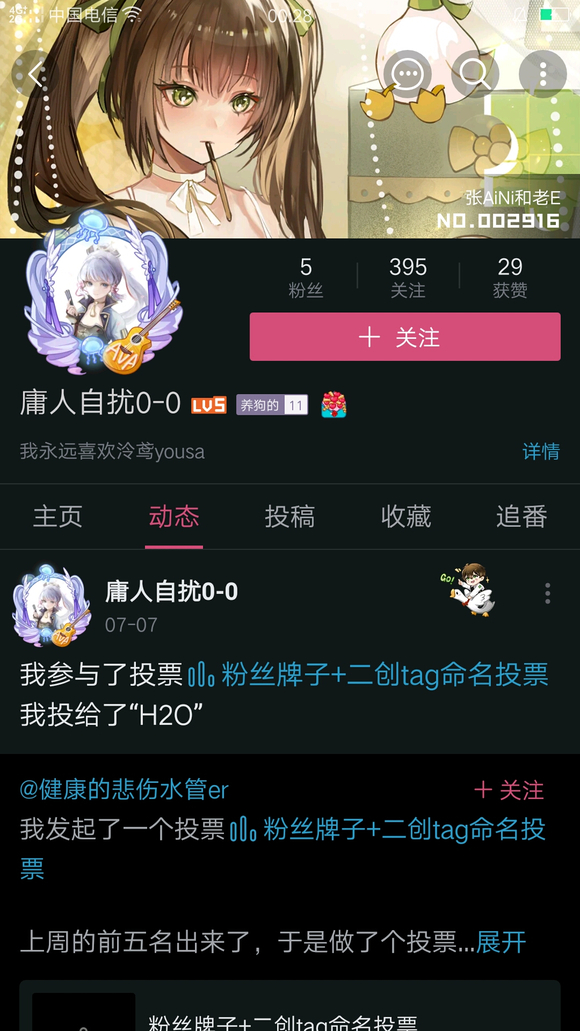 中国电信 00:28
张AiNi和老E
NO.002916
5 395 29
粉丝 关注 获赞
+ 关注
庸人自扰0-0 LV5 养狗的 11
我永远喜欢泠鸢yousa 详情
主页 动态 投稿 收藏 追番
庸人自扰0-0
GO!
07-07
我参与了投票 粉丝牌子+二创tag命名投票
我投给了“H2O”
@健康的悲伤水管er + 关注
我发起了一个投票 粉丝牌子+二创tag命名投
票
上周的前五名出来了，于是做了个投票...展开
粉丝牌子+二创tag命名投票